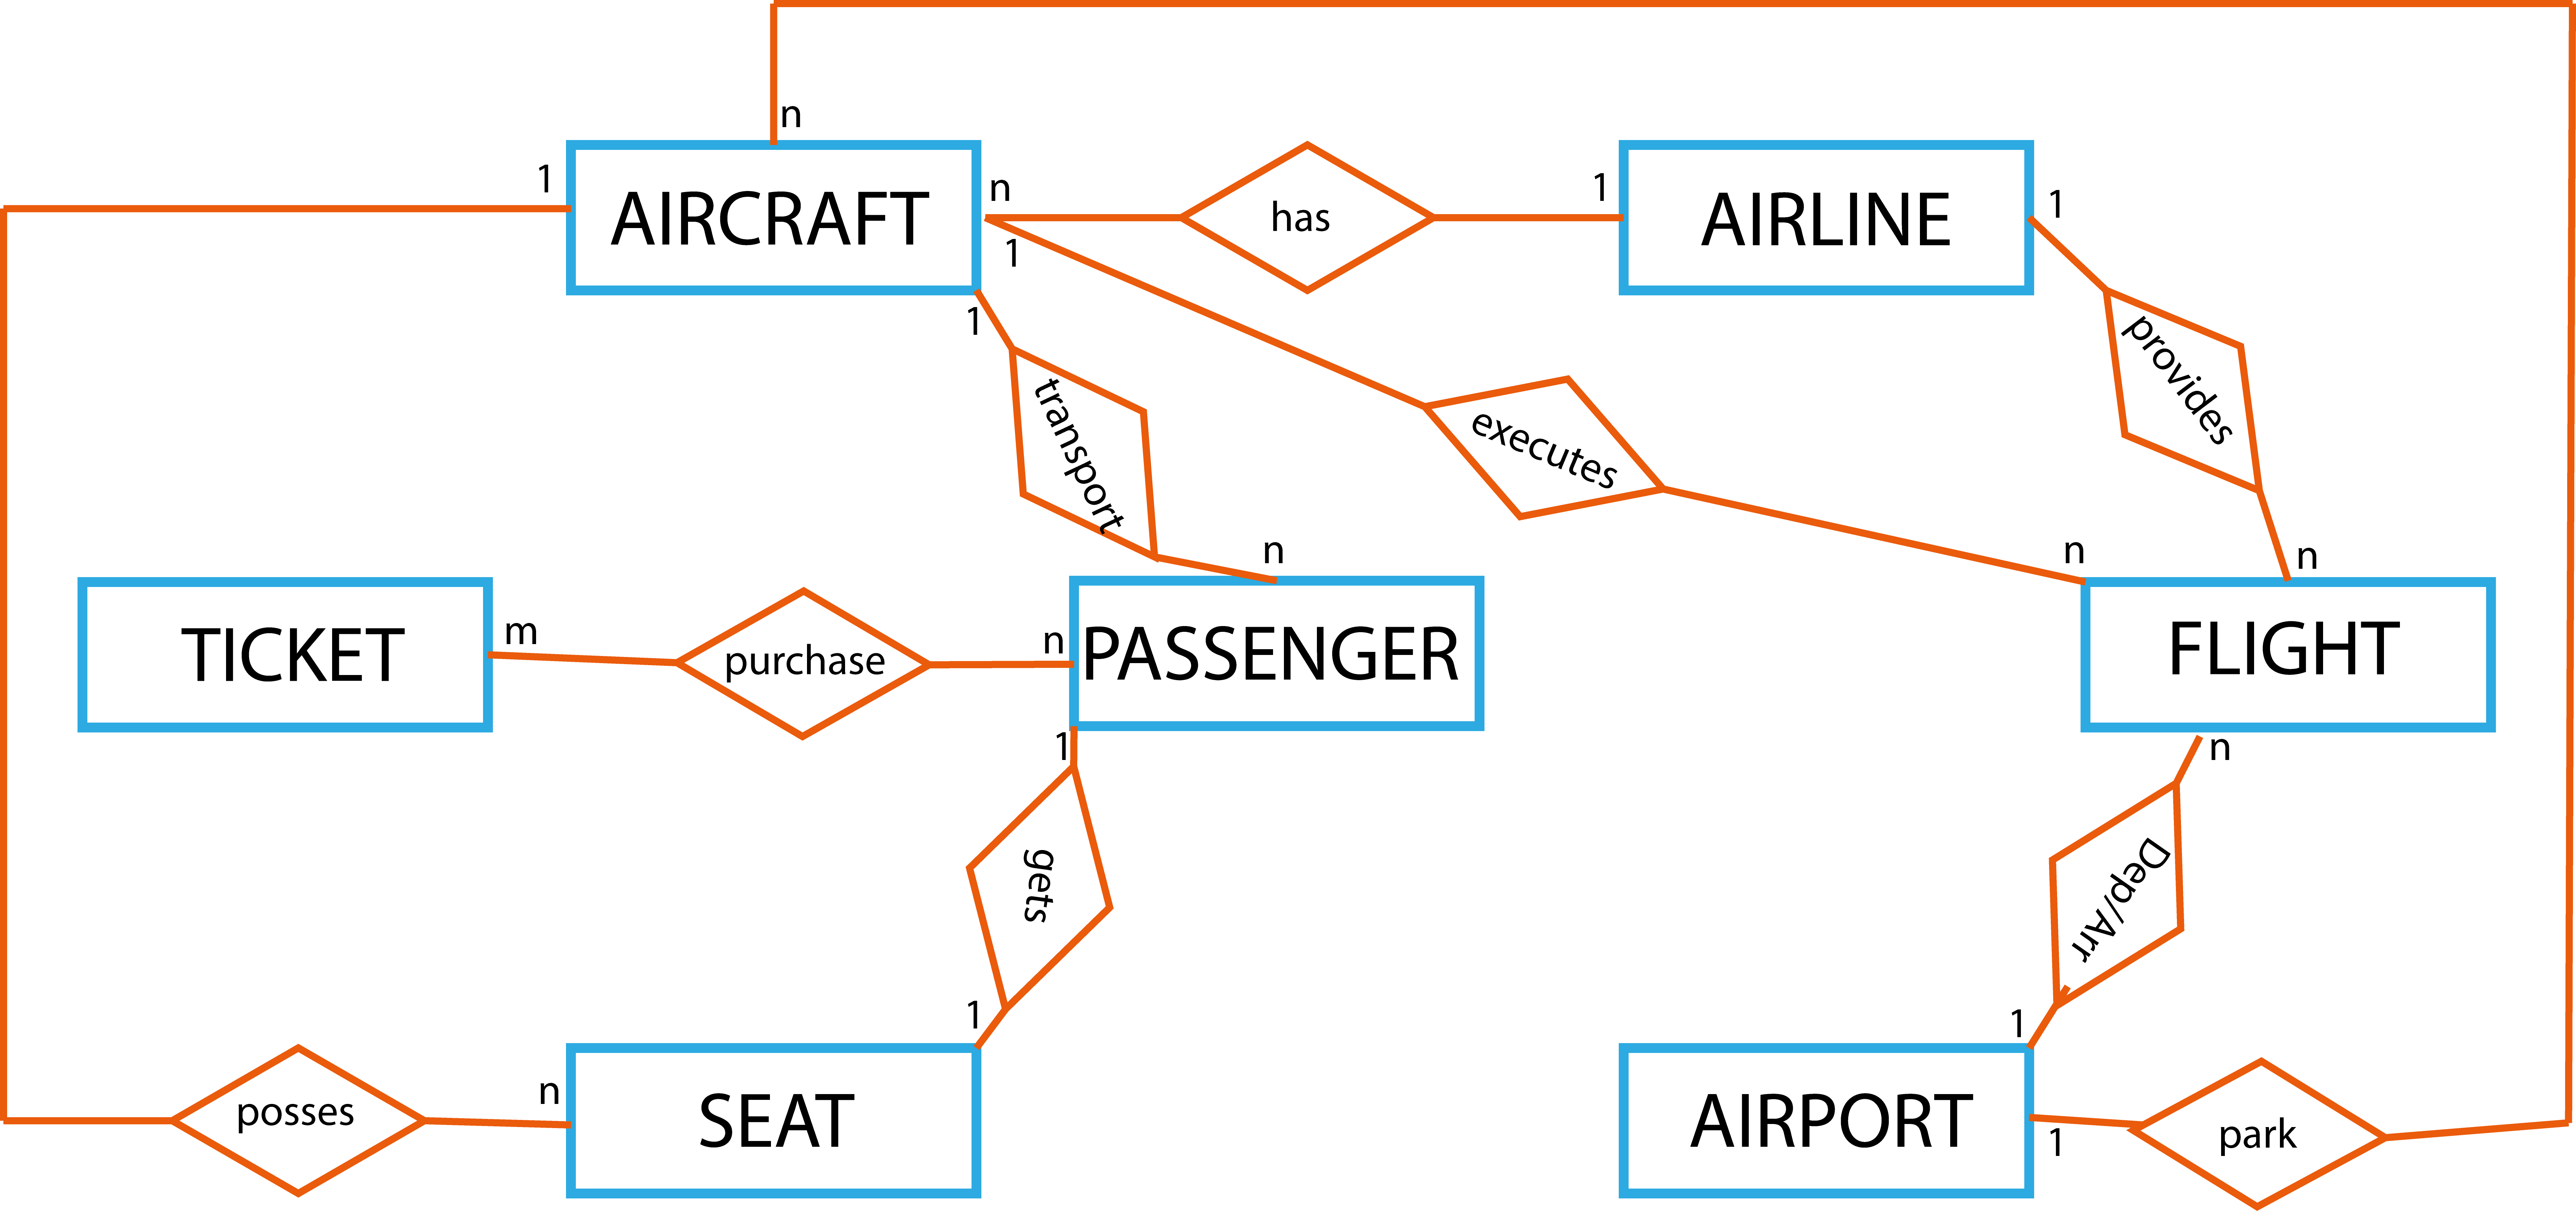 n
1
AIRCRAFT
n
has
1
AIRLINE
1
1
1
transport
executes
provides
n
n
n
TICKET
m
purchase
n
PASSENGER
FLIGHT
1
n
gets
Dep/Arr
1
1
posses
n
SEAT
AIRPORT
1
park